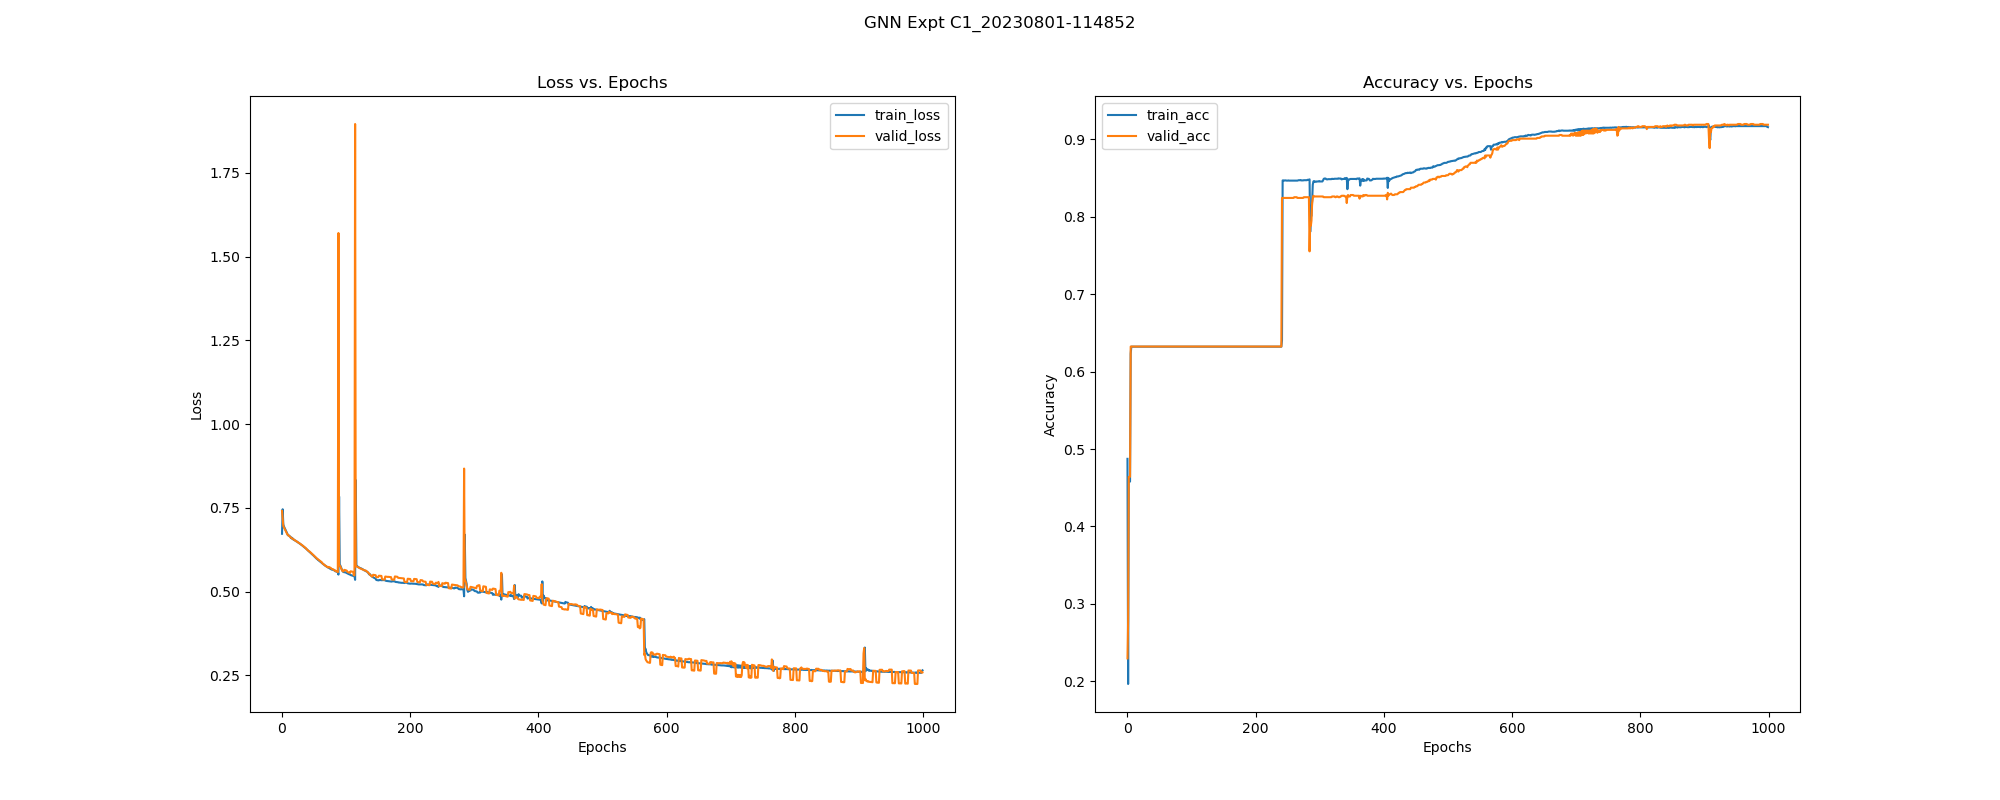 GNN Expt C1_20230801-114852
Loss vs. Epochs
train_loss
valid_loss
1.75
1.50
1.25
1.00
0.75
0.50
0.25
Loss
0 200 400 600 800 1000
Epochs
Accuracy vs. Epochs
train_acc
valid_acc
0.9
0.8
0.7
0.6
0.5
0.4
0.3
0.2
Accuracy
0 200 400 600 800 1000
Epochs